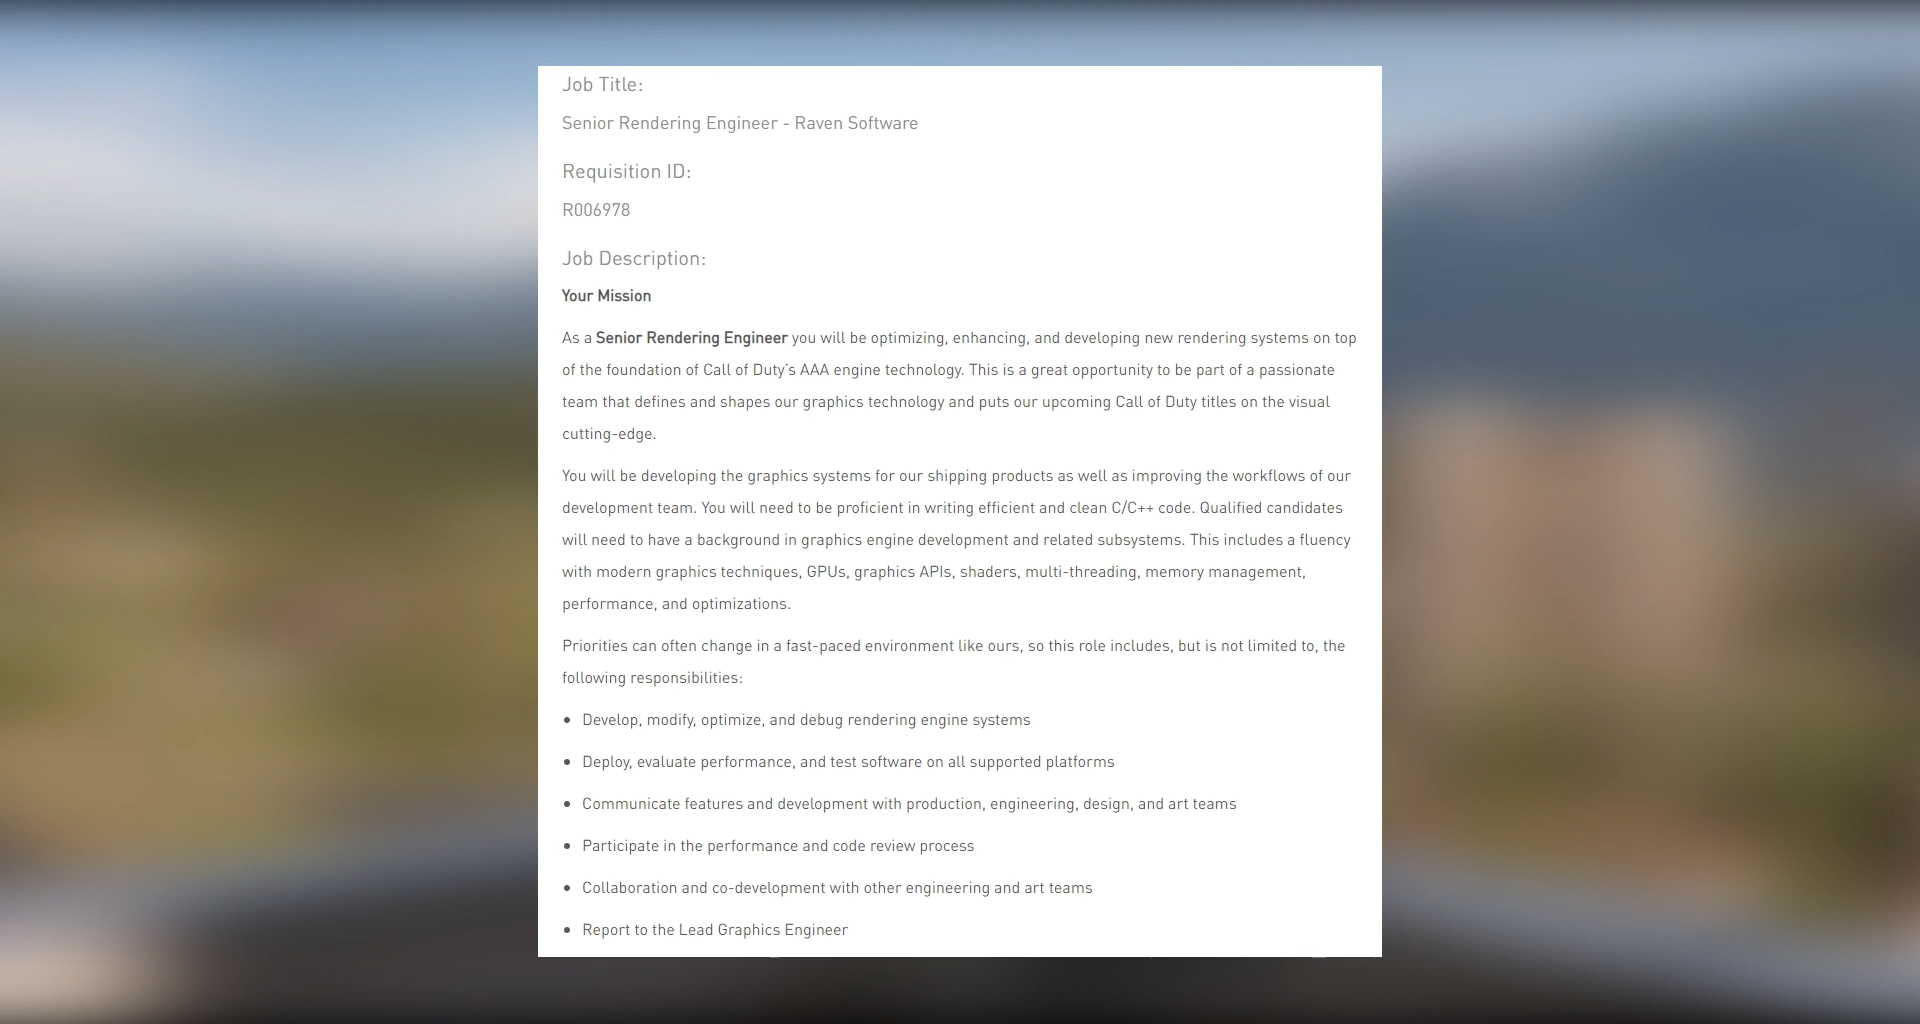 Job Title:
Senior Rendering Engineer - Raven Software
Requisition ID:
R006978
Job Description:
Your Mission
As a Senior Rendering Engineer you will be optimizing, enhancing, and developing new rendering systems on top
of the foundation of Call of Duty’s AAA engine technology. This is a great opportunity to be part of a passionate
team that defines and shapes our graphics technology and puts our upcoming Call of Duty titles on the visual
cutting-edge.
You will be developing the graphics systems for our shipping products as well as improving the workflows of our
development team. You will need to be proficient in writing efficient and clean C/C++ code. Qualified candidates
will need to have a background in graphics engine development and related subsystems. This includes a fluency
with modern graphics techniques, GPUs, graphics APIs, shaders, multi-threading, memory management,
performance, and optimizations.
Priorities can often change in a fast-paced environment like ours, so this role includes, but is not limited to, the
following responsibilities:
• Develop, modify, optimize, and debug rendering engine systems
• Deploy, evaluate performance, and test software on all supported platforms
• Communicate features and development with production, engineering, design, and art teams
• Participate in the performance and code review process
• Collaboration and co-development with other engineering and art teams
• Report to the Lead Graphics Engineer